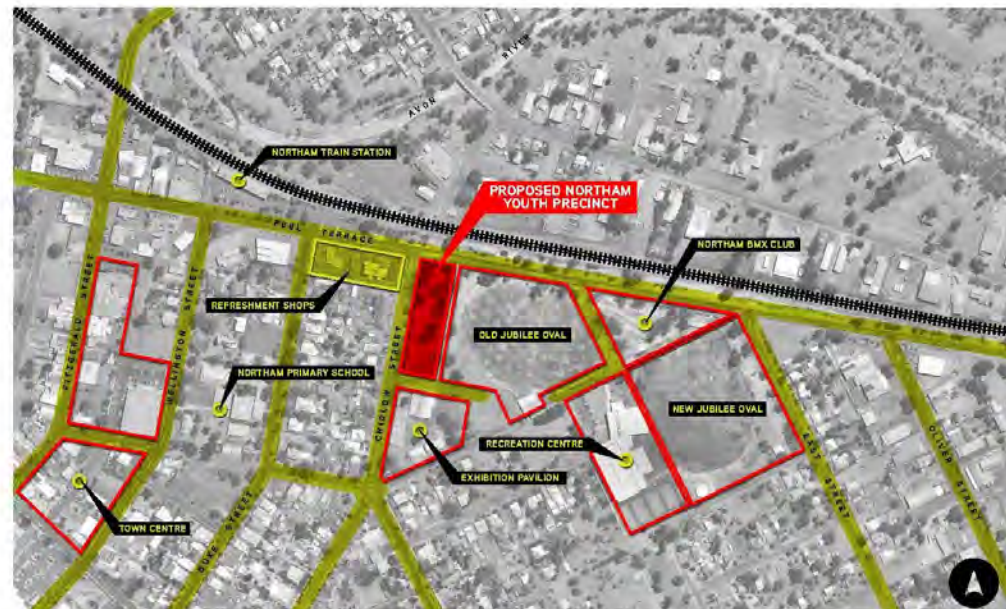 AVON RIVER
NORTHAM TRAIN STATION
PROPOSED NORTHAM
YOUTH PRECINCT
PEEL TERRACE
NORTHAM BMX CLUB
REFRESHMENT SHOPS
OLD JUBILEE OVAL
FITZGERALD STREET
WELLINGTON STREET
CHIDLOW STREET
NORTHAM PRIMARY SCHOOL
NEW JUBILEE OVAL
RECREATION CENTRE
EXHIBITION PAVILION
EAST STREET
OLIVER STREET
TOWN CENTRE
DUKE STREET